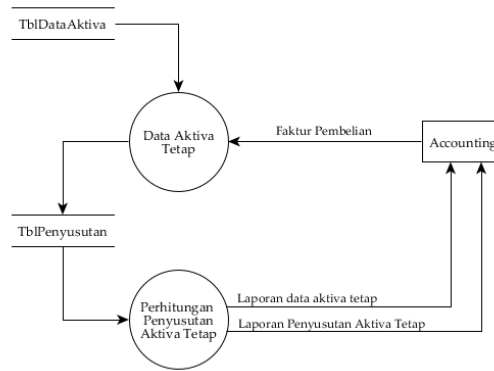 TblDataAktiva
Data Aktiva
Tetap
Faktur Pembelian
Accounting
TblPenyusutan
Perhitungan
Penyusutan
Aktiva Tetap
Laporan data aktiva tetap
Laporan Penyusutan Aktiva Tetap